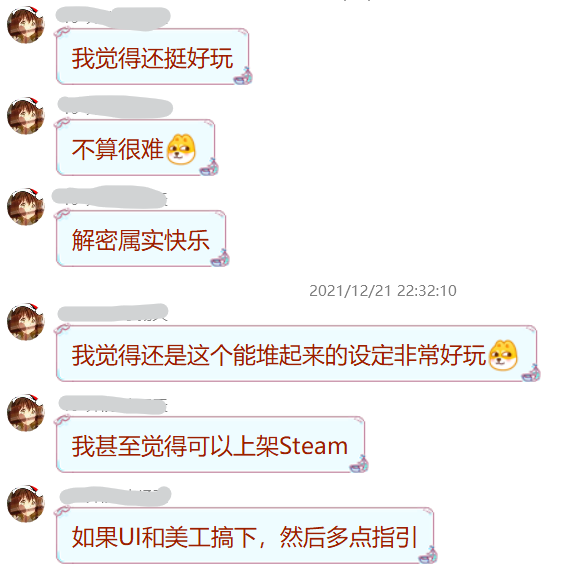 我觉得还挺好玩
不算很难
解密属实快乐
2021/12/21 22:32:10
我觉得还是这个能堆起来的设定非常好玩
我甚至觉得可以上架Steam
如果UI和美工搞下，然后多点指引